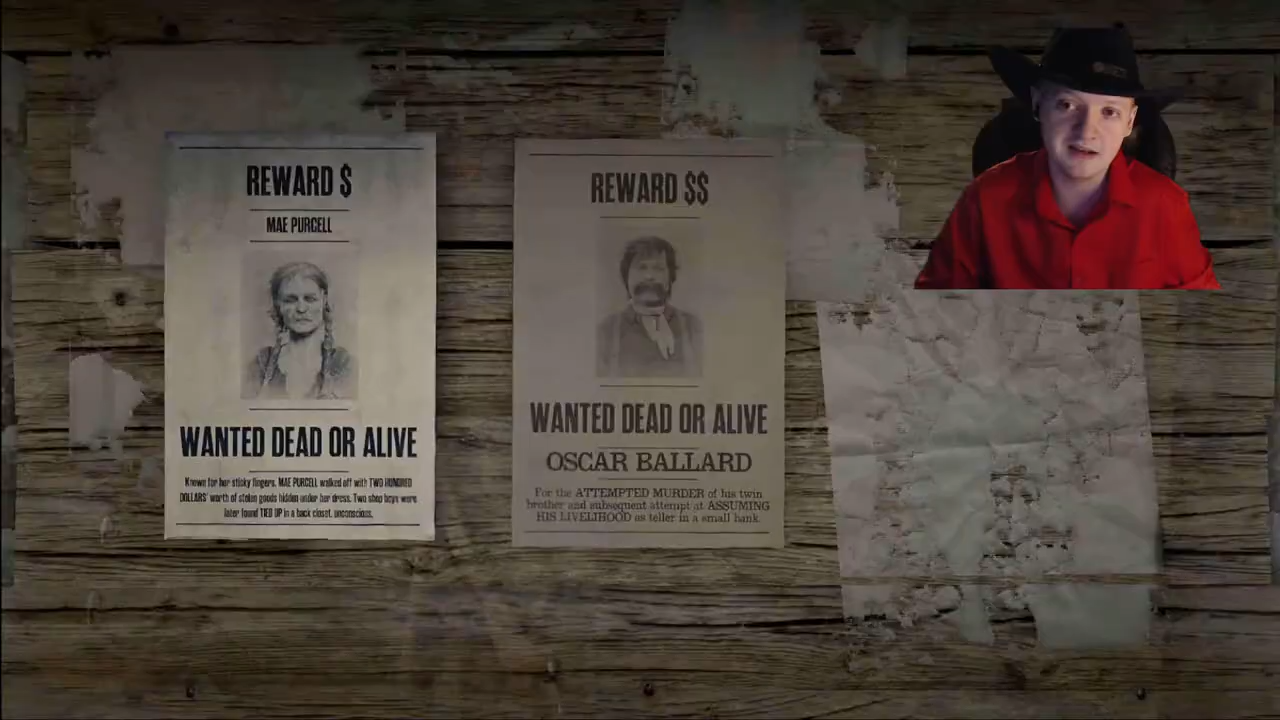 REWARD $
MAE PURCELL
WANTED DEAD OR ALIVE
Known for her sticky fingers, MAE PURCELL walked off with TWO HUNDRED
DOLLARS' worth of stolen goods hidden under her dress. Two shop boys were
later found TIED UP in a back closet, unconscious.
REWARD $$
WANTED DEAD OR ALIVE
OSCAR BALLARD
For the ATTEMPTED MURDER of his twin
brother and subsequent attempt at ASSUMING
HIS LIVELIHOOD as teller in a small bank.